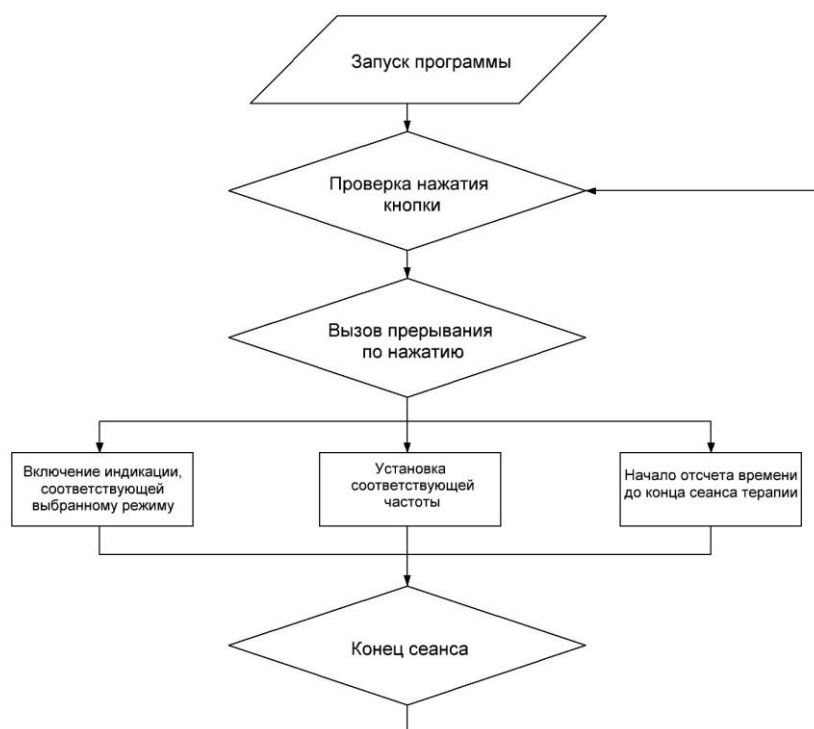 Запуск программы
Проверка нажатия
кнопки
Вызов прерывания
по нажатию
Включение индикации,
соответствующей
выбранному режиму
Установка
соответствующей
частоты
Начало отсчета времени
до конца сеанса терапии
Конец сеанса